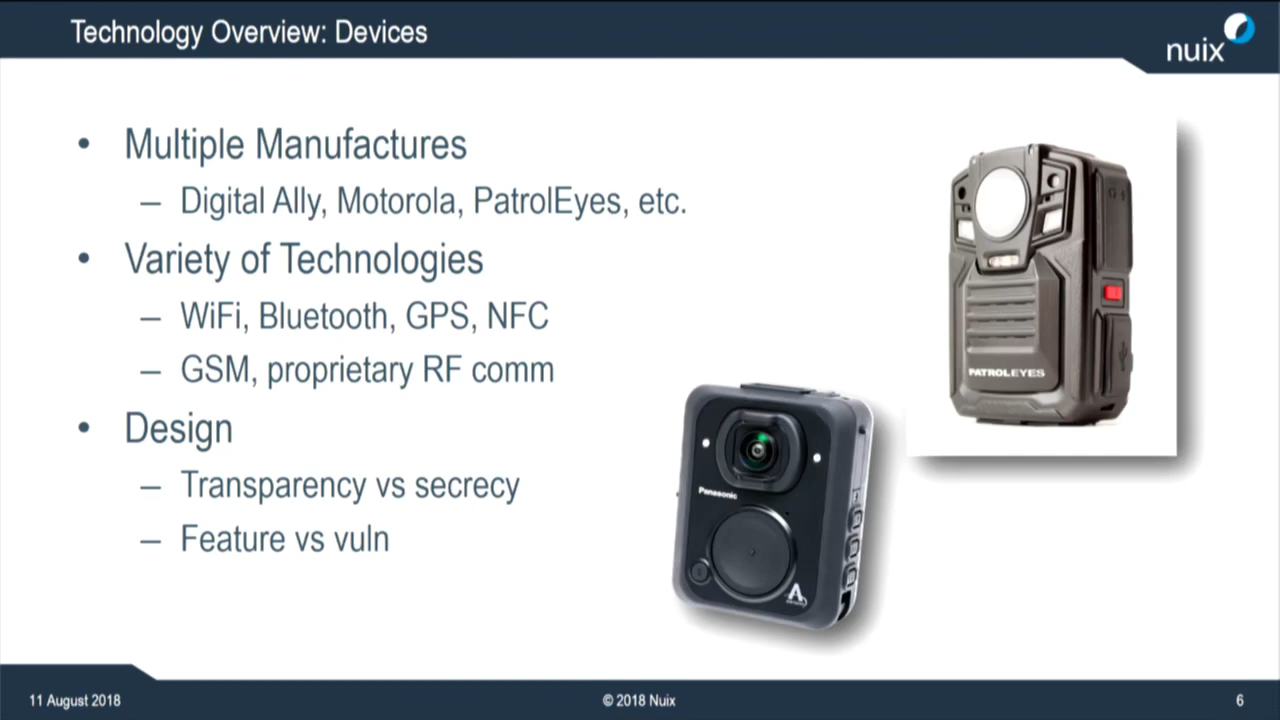 Technology Overview: Devices
nuix
• Multiple Manufactures
– Digital Ally, Motorola, PatrolEyes, etc.
• Variety of Technologies
– WiFi, Bluetooth, GPS, NFC
– GSM, proprietary RF comm
• Design
– Transparency vs secrecy
– Feature vs vuln
PATROLEYES
Panasonic
11 August 2018
© 2018 Nuix
6